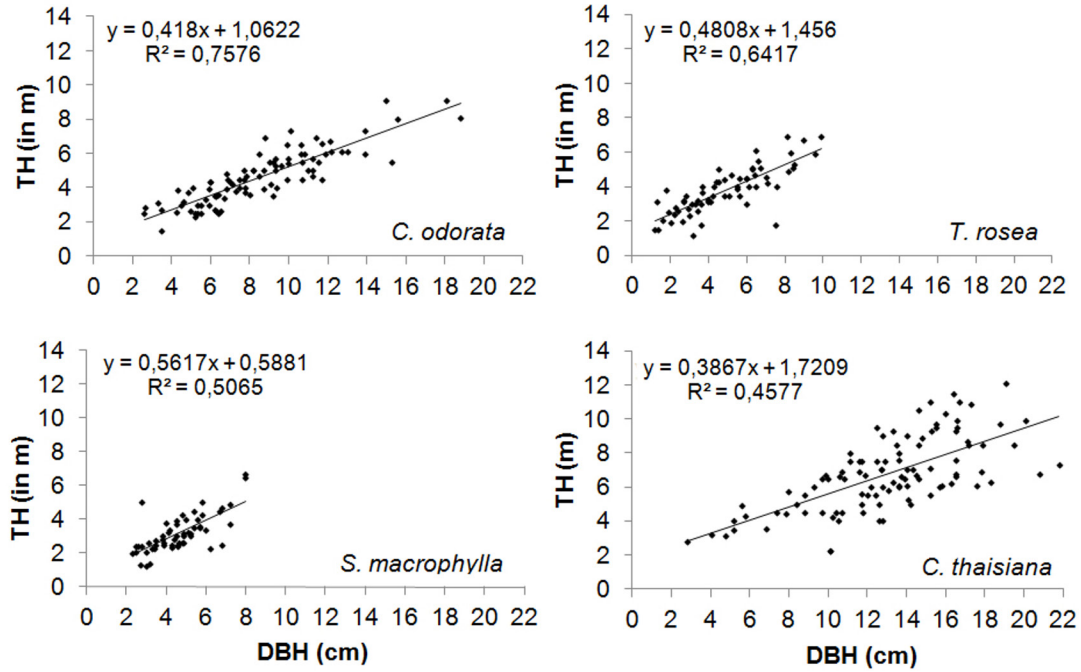 y = 0,418x + 1,0622
R² = 0,7576
TH (in m)
14
12
10
8
6
4
2
0
0 2 4 6 8 10 12 14 16 18 20 22
C. odorata
y = 0,4808x + 1,456
R² = 0,6417
TH (in m)
14
12
10
8
6
4
2
0
0 2 4 6 8 10 12 14 16 18 20 22
T. rosea
y = 0,5617x + 0,5881
R² = 0,5065
TH (in m)
14
12
10
8
6
4
2
0
0 2 4 6 8 10 12 14 16 18 20 22
S. macrophylla
DBH (cm)
y = 0,3867x + 1,7209
R² = 0,4577
TH (m)
14
12
10
8
6
4
2
0
0 2 4 6 8 10 12 14 16 18 20 22
C. thaisiana
DBH (cm)